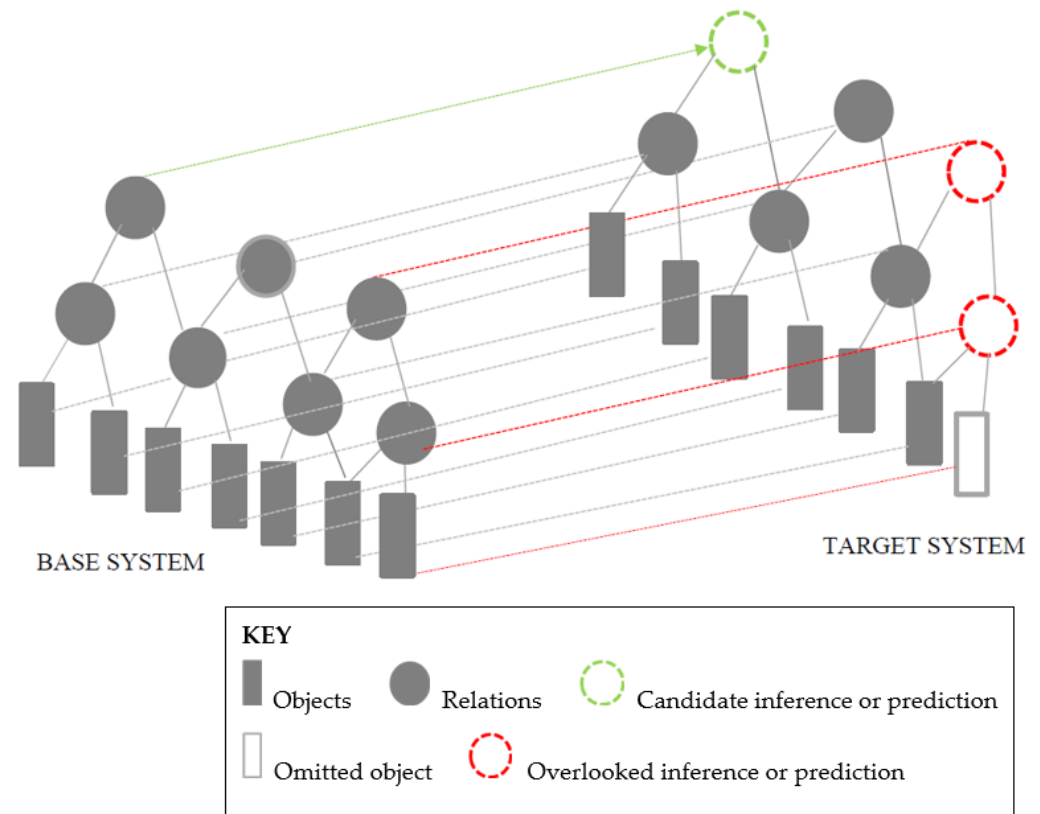 BASE SYSTEM
TARGET SYSTEM
KEY
Objects
Relations
Candidate inference or prediction
Omitted object
Overlooked inference or prediction